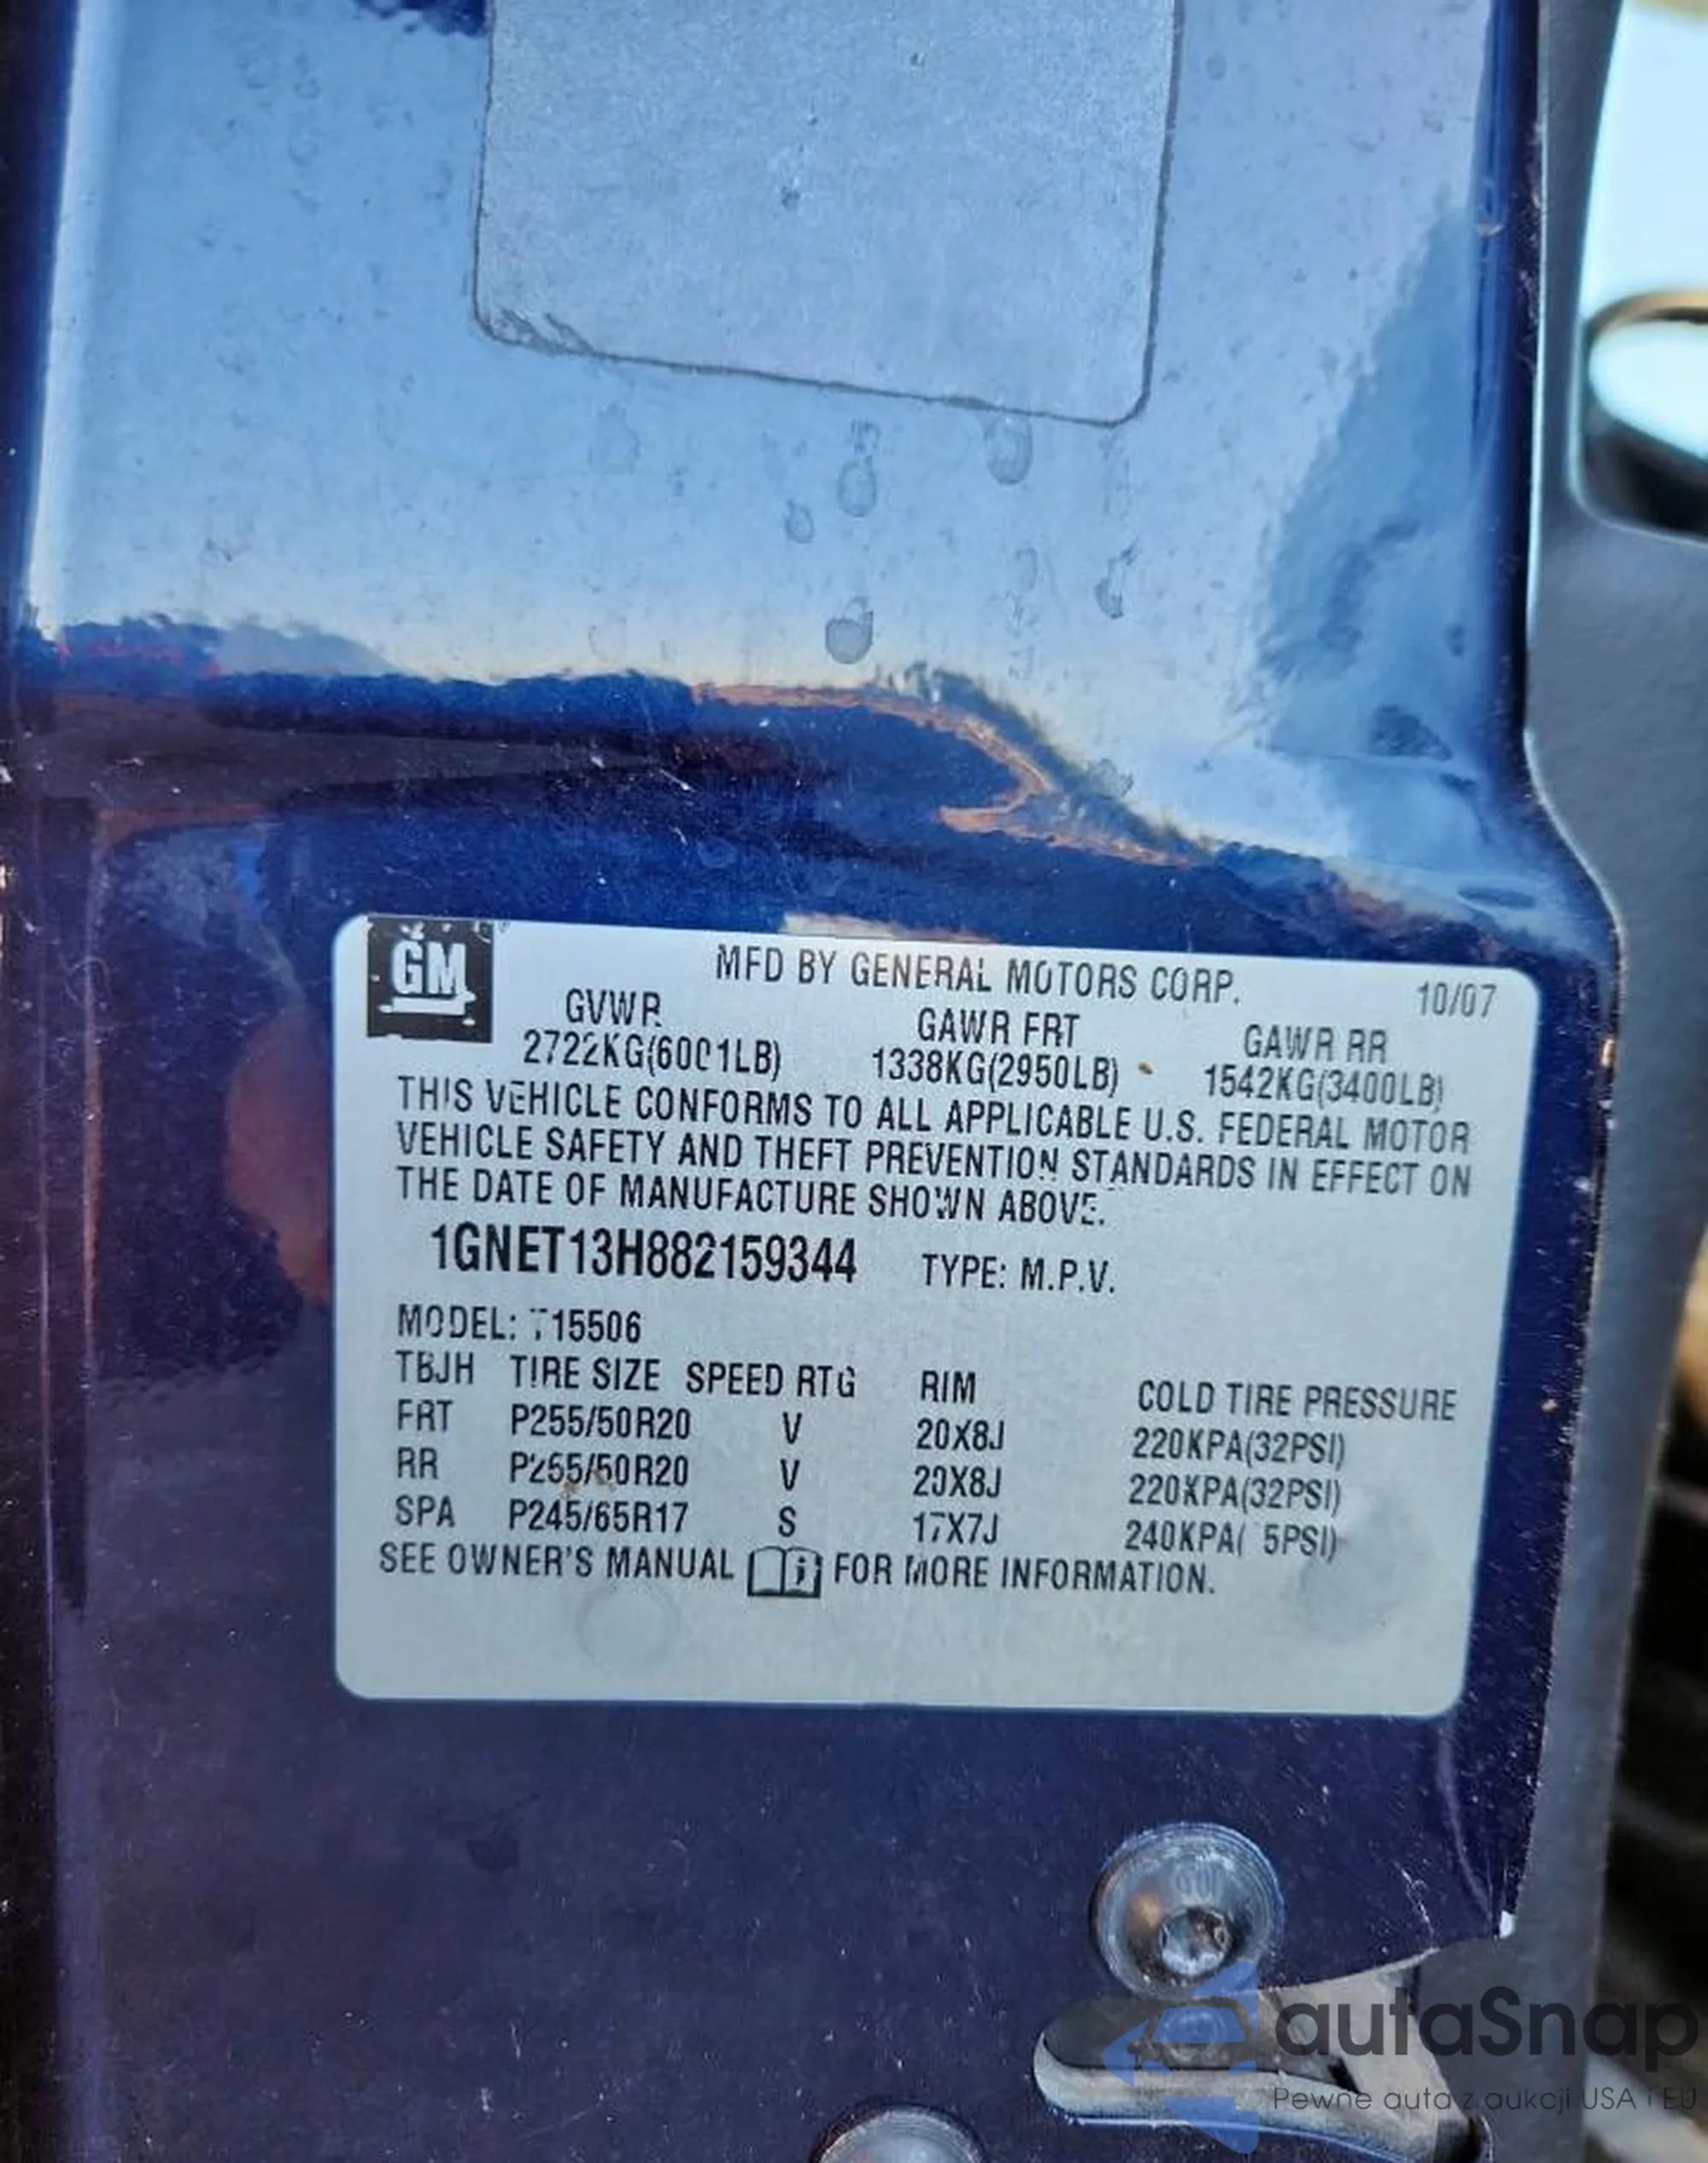 GM
MFD BY GENERAL MOTORS CORP. 10/07
GVWR GAWR FRT GAWR RR
2722KG(6001LB) 1338KG(2950LB) 1542KG(3400LB)
THIS VEHICLE CONFORMS TO ALL APPLICABLE U.S. FEDERAL MOTOR
VEHICLE SAFETY AND THEFT PREVENTION STANDARDS IN EFFECT ON
THE DATE OF MANUFACTURE SHOWN ABOVE.
1GNET13H882159344 TYPE: M.P.V.
MODEL: T15506
TIRE SIZE SPEED RTG RIM COLD TIRE PRESSURE
FRT P255/50R20 V 20X8J 220KPA(32PSI)
RR P255/50R20 V 20X8J 220KPA(32PSI)
SPA P245/65R17 S 17X7J 240KPA( 5PSI)
SEE OWNER'S MANUAL FOR MORE INFORMATION.
autaSnap
Pewne auta z aukcji USA i EU